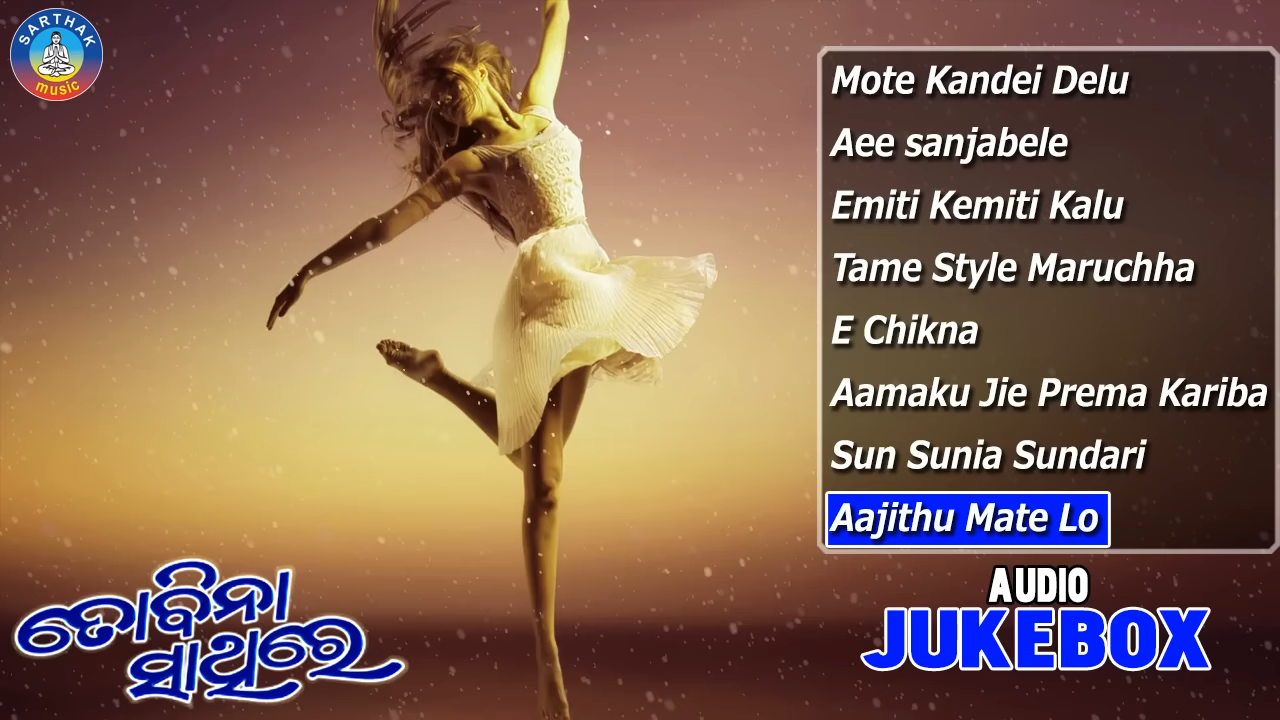 SARTHAK
music
Mote Kandei Delu
Aee sanjabele
Emiti Kemiti Kalu
Tame Style Maruchha
E Chikna
Aamaku Jie Prema Kariba
Sun Sunia Sundari
Aajithu Mate Lo
ତୋବିନା
ସାଥିରେ
AUDIO
JUKEBOX